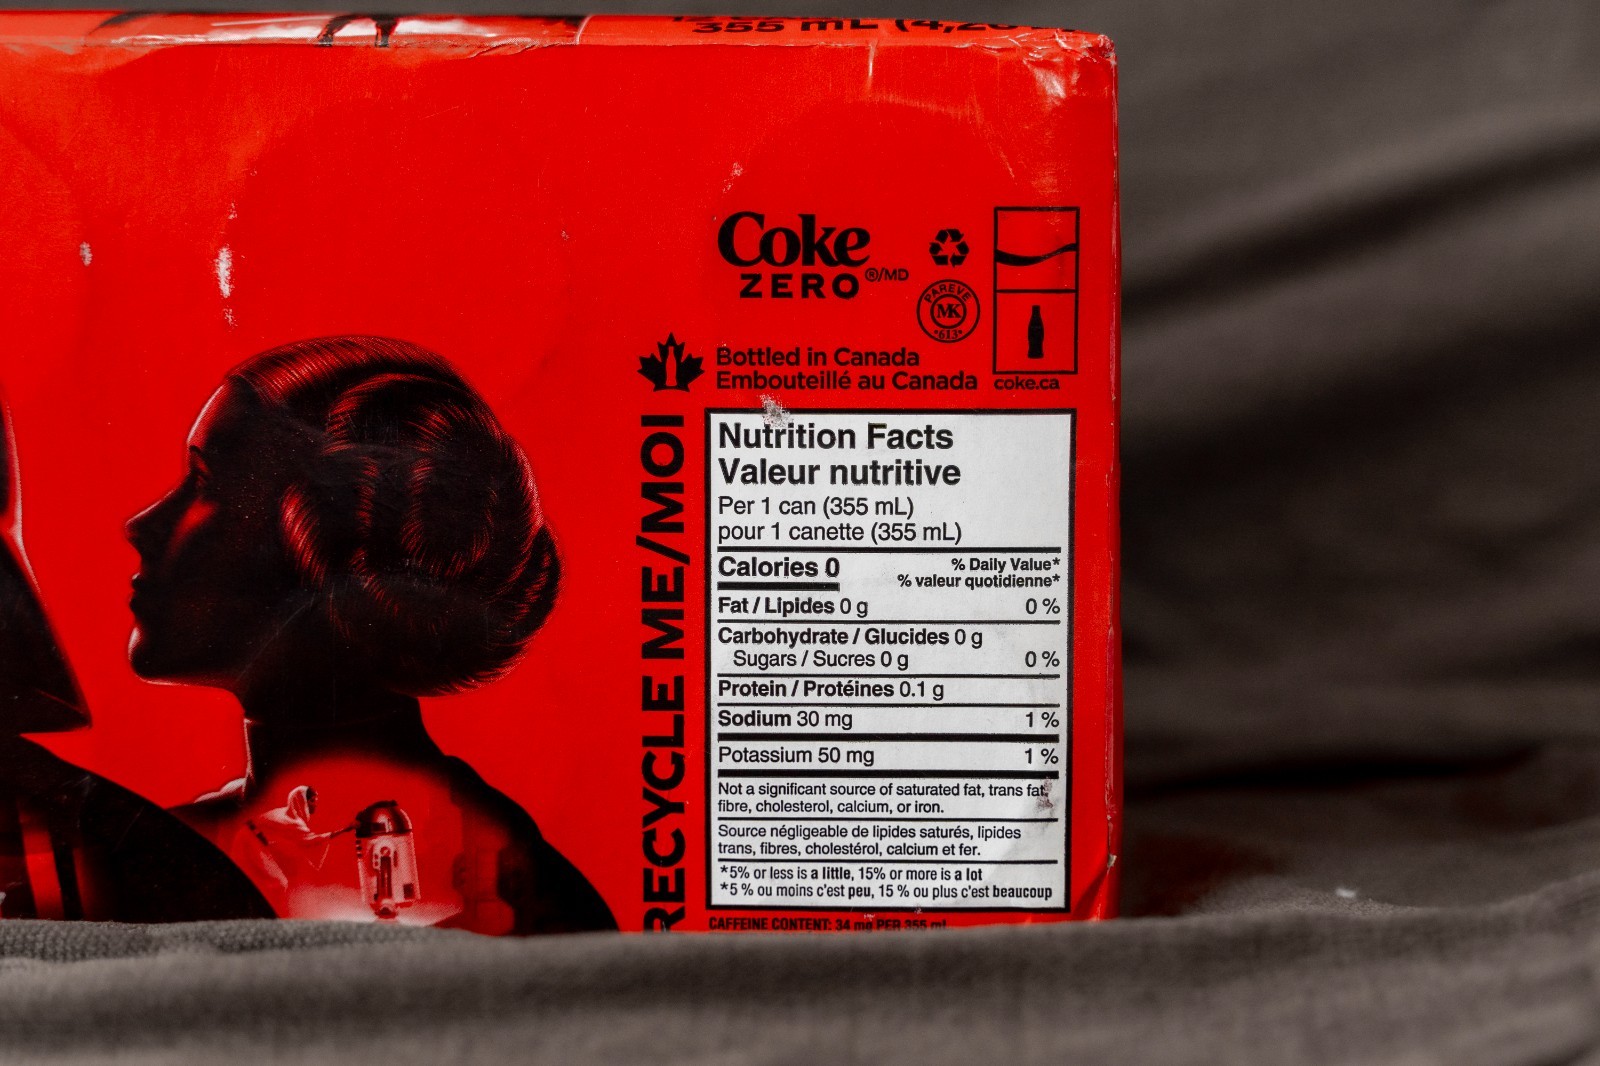 355 mL (4,2
Coke
ZERO®/MD
PAREVE
MK
•613•
Bottled in Canada
Embouteillé au Canada
coke.ca
RECYCLE ME/MOI
Nutrition Facts
Valeur nutritive
Per 1 can (355 mL)
pour 1 canette (355 mL)
Calories 0
% Daily Value*
% valeur quotidienne*
Fat / Lipides 0 g 0 %
Carbohydrate / Glucides 0 g
Sugars / Sucres 0 g 0 %
Protein / Protéines 0.1 g
Sodium 30 mg 1 %
Potassium 50 mg 1 %
Not a significant source of saturated fat, trans fat,
fibre, cholesterol, calcium, or iron.
Source négligeable de lipides saturés, lipides
trans, fibres, cholestérol, calcium et fer.
*5% or less is a little, 15% or more is a lot
*5 % ou moins c'est peu, 15 % ou plus c'est beaucoup
CAFFEINE CONTENT: 34 mg PER 355 ml